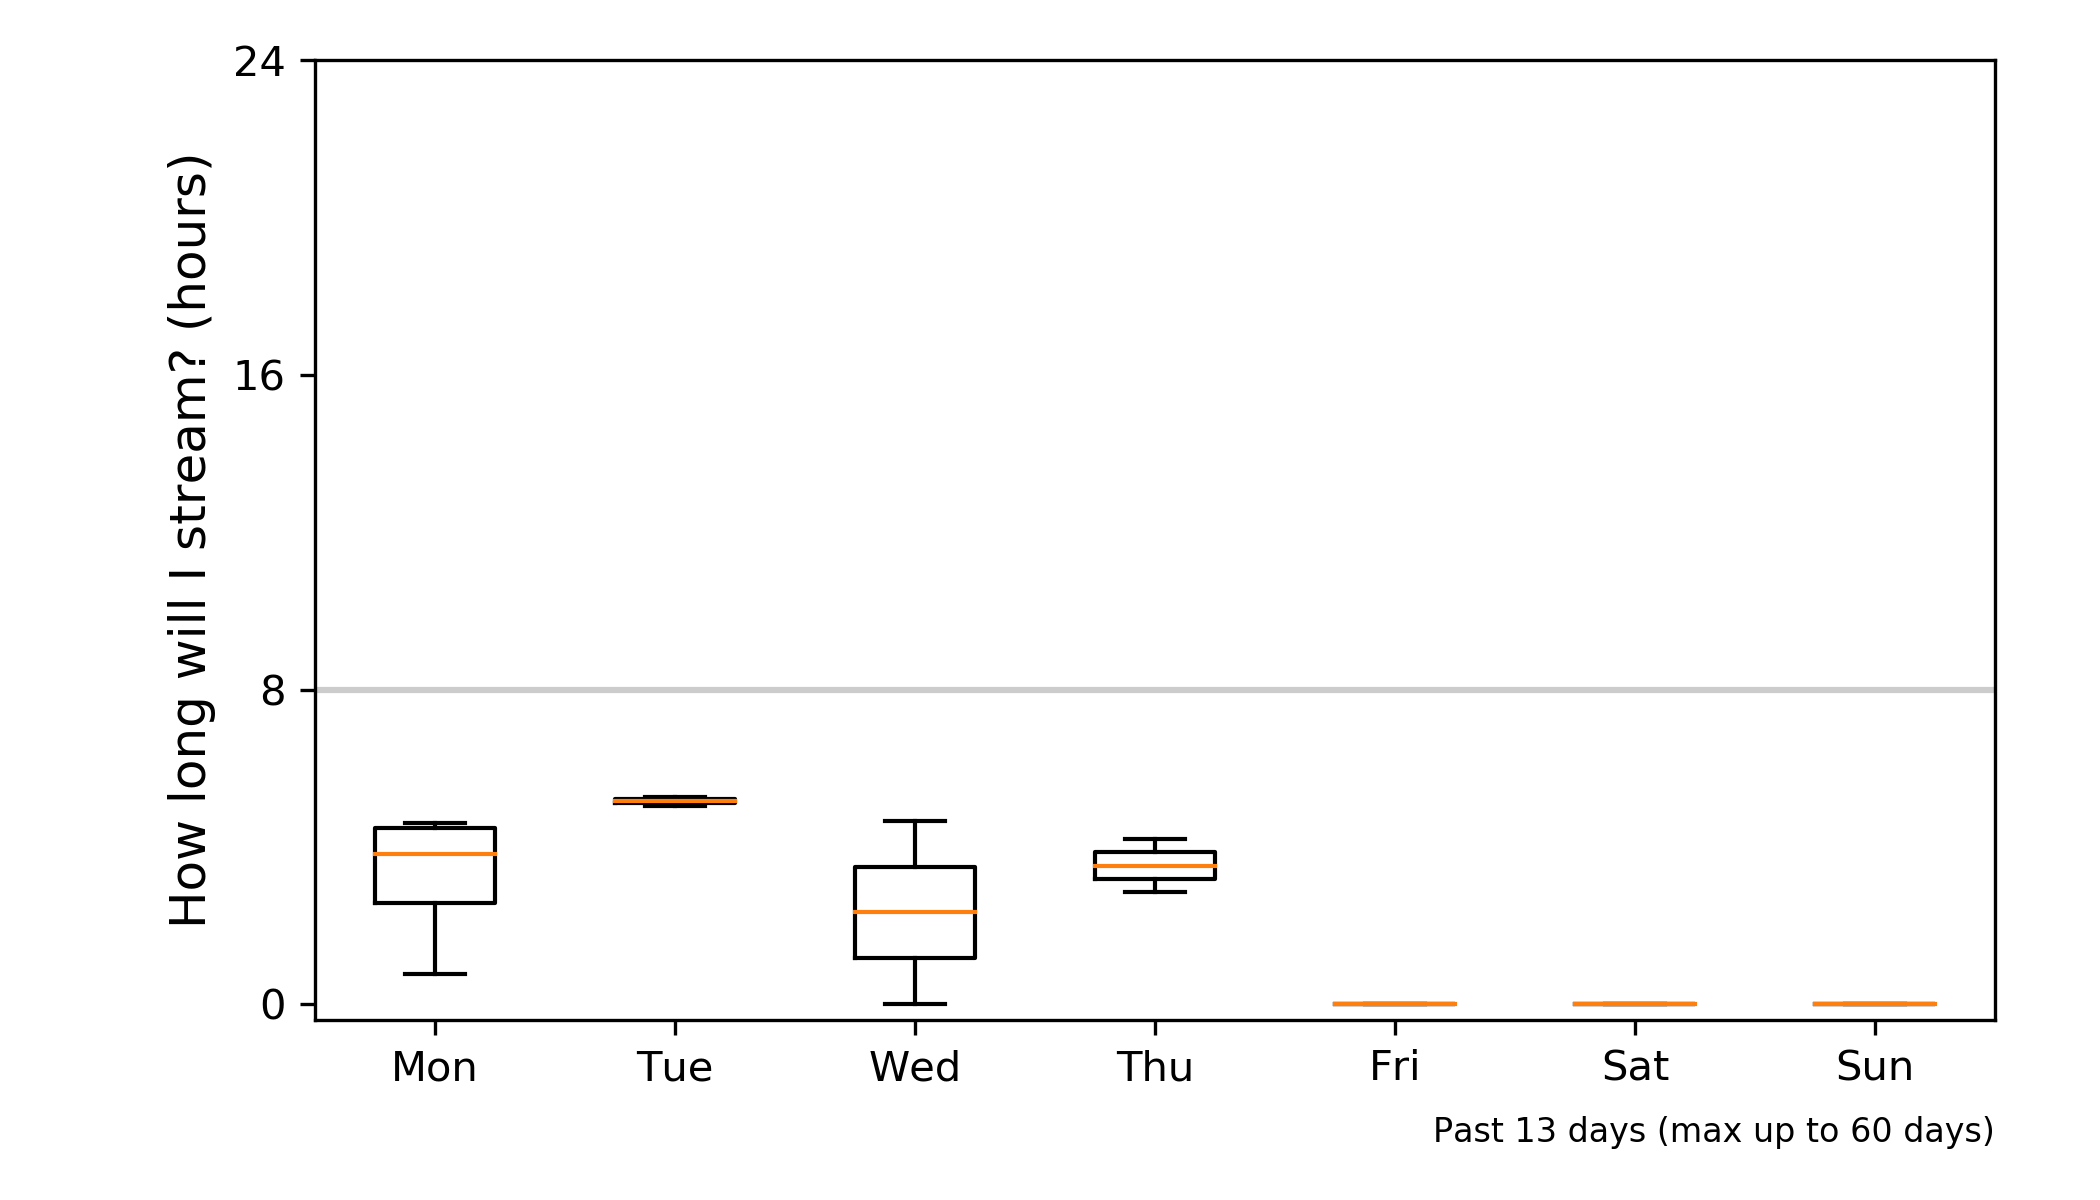 How long will I stream? (hours)
24
16
8
0
Mon Tue Wed Thu Fri Sat Sun
Past 13 days (max up to 60 days)